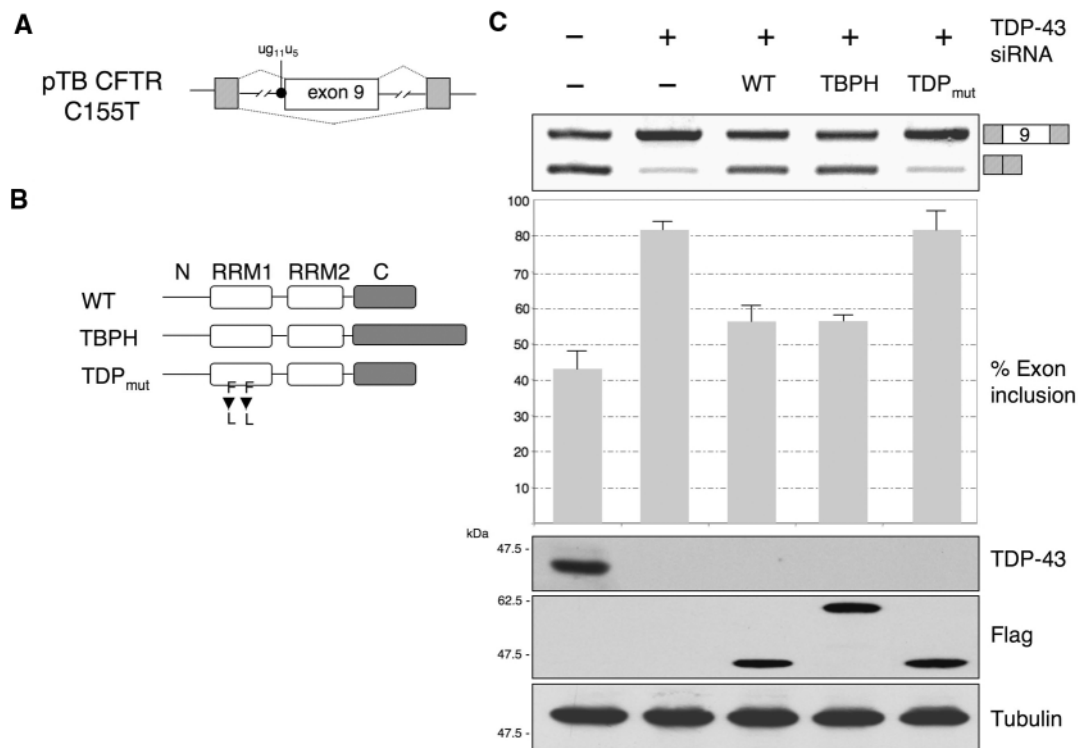 A
pTB CFTR
C155T
ug11u5
exon 9
B
N RRM1 RRM2 C
WT
TBPH
TDPmut
F F
L L
C
– + + + + TDP-43
siRNA
– – WT TBPH TDPmut
9
100
80
70
60
50
40
30
20
10
% Exon
inclusion
kDa
47.5 -
TDP-43
62.5 -
47.5 -
Flag
47.5 -
Tubulin